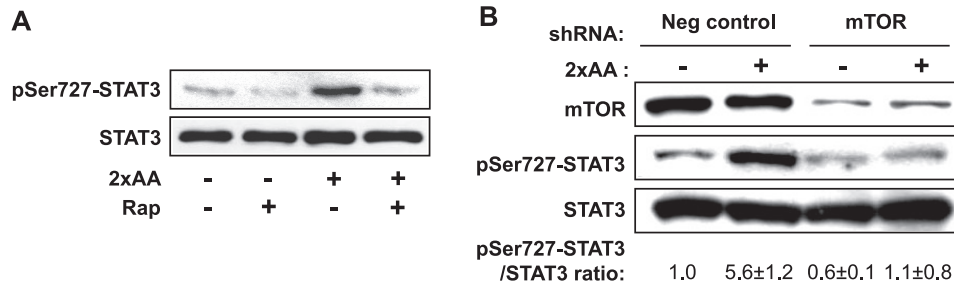 A
pSer727-STAT3
STAT3
2xAA - - + +
Rap - + - +
B
shRNA: Neg control mTOR
2xAA : - + - +
mTOR
pSer727-STAT3
STAT3
pSer727-STAT3
/STAT3 ratio: 1.0 5.6±1.2 0.6±0.1 1.1±0.8